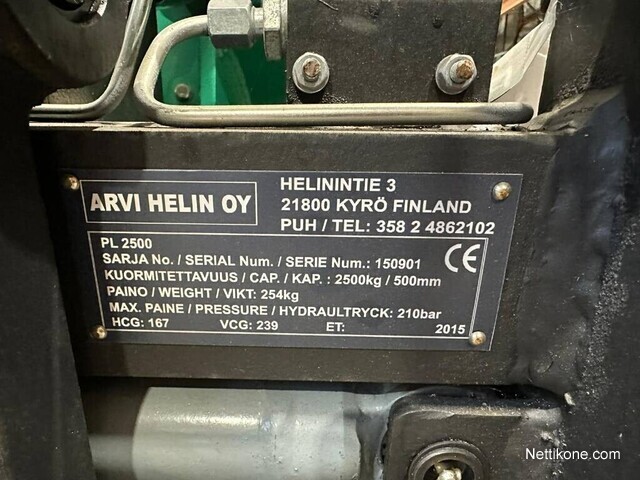 ARVI HELIN OY
HELININTIE 3
21800 KYRÖ FINLAND
PUH / TEL: 358 2 4862102
PL 2500
SARJA No. / SERIAL Num. / SERIE Num.: 150901
CE
KUORMITETTAVUUS / CAP. / KAP. : 2500kg / 500mm
PAINO / WEIGHT / VIKT: 254kg
MAX. PAINE / PRESSURE / HYDRAULTRYCK: 210bar
HCG: 167 VCG: 239 ET: 2015
Nettikone.com